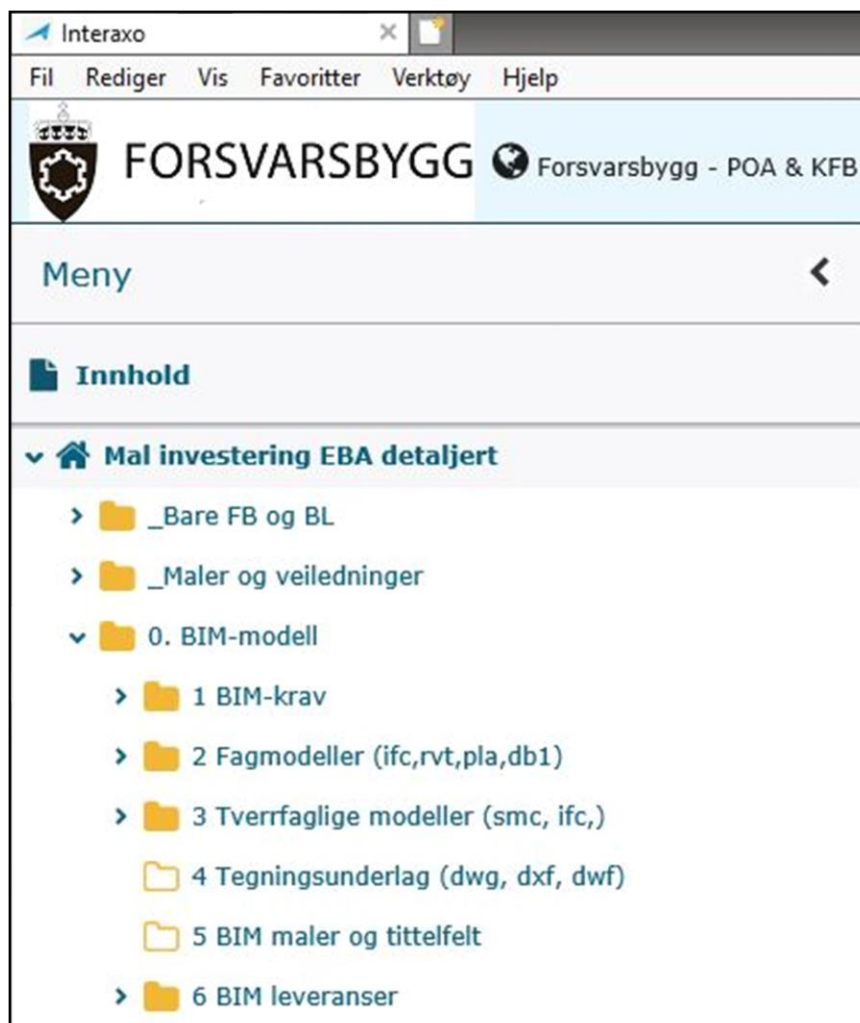 Interaxo
Fil Rediger Vis Favoritter Verktøy Hjelp
FORSVARSBYGG Forsvarsbygg - POA & KFB
Meny
Innhold
Mal investering EBA detaljert
_Bare FB og BL
_Maler og veiledninger
0. BIM-modell
1 BIM-krav
2 Fagmodeller (ifc,rvt,pla,db1)
3 Tverrfaglige modeller (smc, ifc,)
4 Tegningsunderlag (dwg, dxf, dwf)
5 BIM maler og tittelfelt
6 BIM leveranser